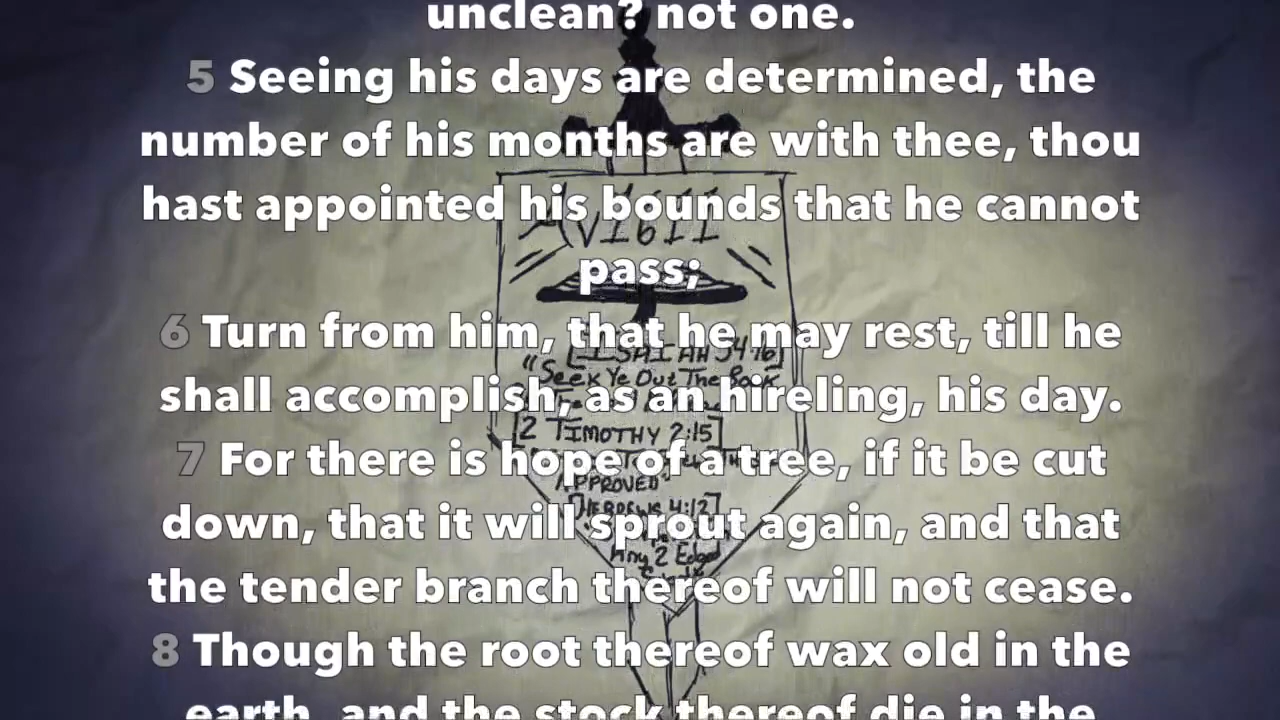 unclean? not one.
5 Seeing his days are determined, the
number of his months are with thee, thou
hast appointed his bounds that he cannot
pass;
6 Turn from him, that he may rest, till he
shall accomplish, as an hireling, his day.
7 For there is hope of a tree, if it be cut
down, that it will sprout again, and that
the tender branch thereof will not cease.
8 Though the root thereof wax old in the
earth, and the stock thereof die in the
V1611
[ISAIAH 34 16]
"Seek Ye Out The Book
[2 TIMOTHY 2:15]
APPROVED"
[HEBREWS 4:12]
Any 2 Edged